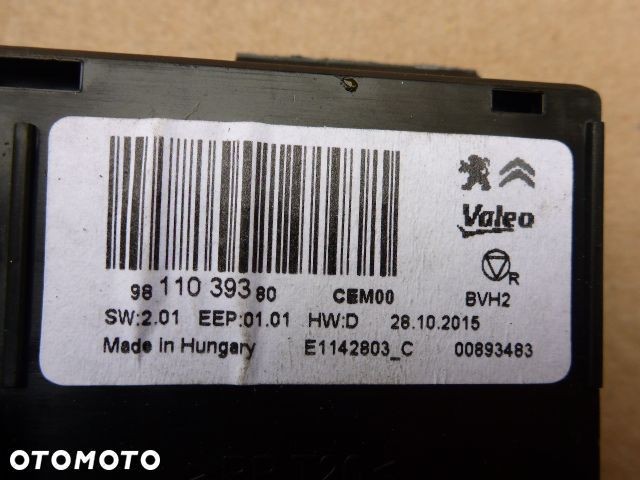 Valeo
R
98 110 393 80 CEM00 BVH2
SW:2.01 EEP:01.01 HW:D 28.10.2015
Made in Hungary E1142803_C 00893483
OTOMOTO